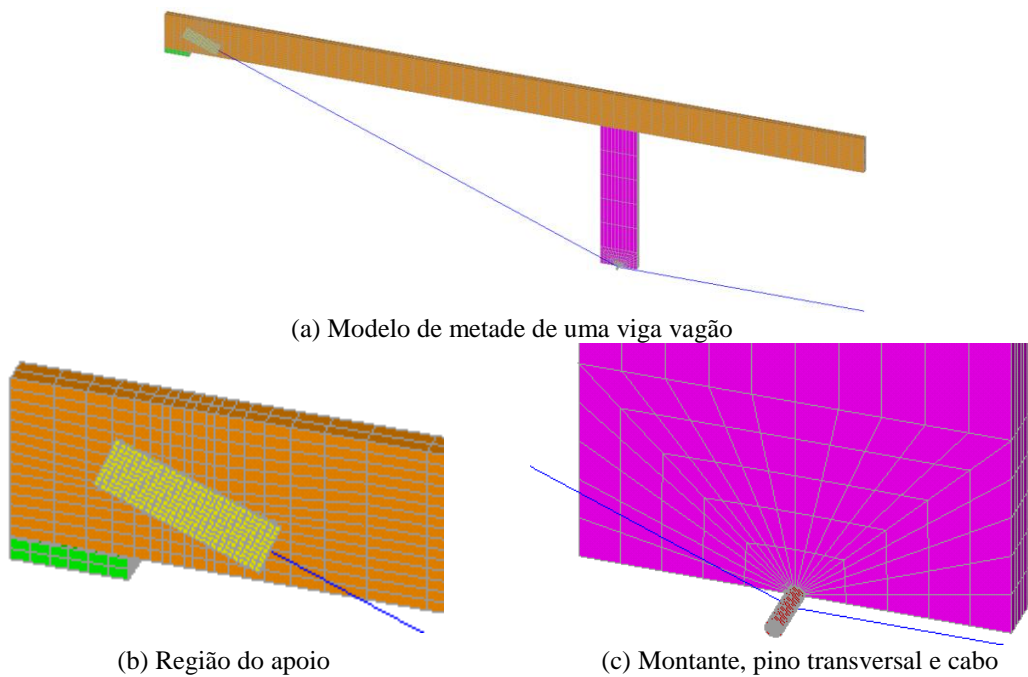 (a) Modelo de metade de uma viga vagão
(b) Região do apoio
(c) Montante, pino transversal e cabo